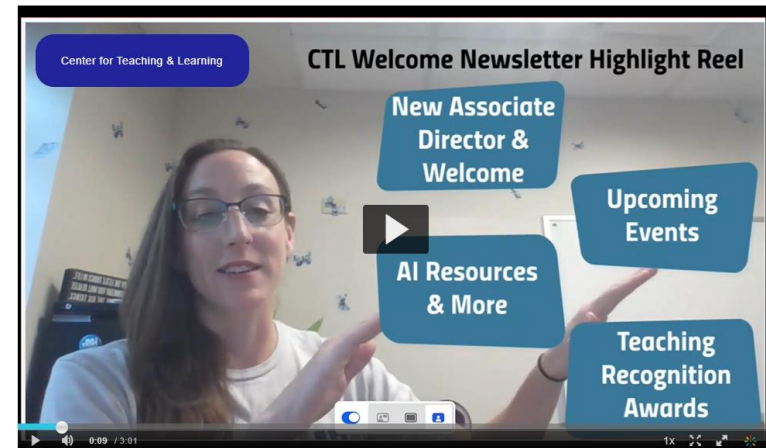 Center for Teaching & Learning
CTL Welcome Newsletter Highlight Reel
New Associate
Director &
Welcome
Upcoming
Events
AI Resources
& More
Teaching
Recognition
Awards
0:09 / 3:01
1x